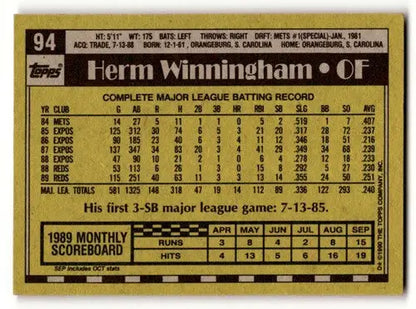 94
HT: 5'11" WT: 175 BATS: LEFT THROWS: RIGHT DRFT: METS #1(SPECIAL)-JAN., 1981
ACQ: TRADE, 7-13-88 BORN: 12-1-61, ORANGEBURG, S. CAROLINA HOME: ORANGEBURG, S. CAROLINA
Topps
Herm Winningham • OF
COMPLETE MAJOR LEAGUE BATTING RECORD
YR CLUB G AB R H 2B 3B HR RBI SB SLG BB SO AVG
84 METS 14 27 5 11 1 1 0 5 2 .519 1 7 .407
85 EXPOS 125 312 30 74 6 5 3 21 20 .317 28 72 .237
86 EXPOS 90 185 23 40 6 3 4 11 12 .346 18 51 .216
87 EXPOS 137 347 34 83 20 3 4 41 29 .349 34 68 .239
88 EXPOS 47 90 10 21 2 1 0 6 4 .278 12 18 .233
88 REDS 53 113 6 26 1 3 0 15 8 .292 5 27 .230
89 REDS 115 251 40 63 11 3 3 13 14 .355 24 50 .251
MAJ. LEA. TOTALS 581 1325 148 318 47 19 14 112 89 .336 122 293 .240
His first 3-SB major league game: 7-13-85.
1989 MONTHLY
SCOREBOARD
SEP includes OCT stats
APR MAY JUN JUL AUG SEP
RUNS 3 8 4 2 8 15
HITS 4 6 16 19
© 1990 THE TOPPS COMPANY, INC.